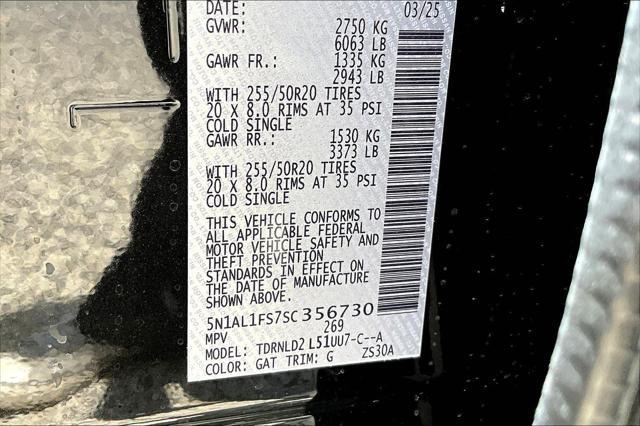 DATE: 03/25
GVWR: 2750 KG
6063 LB
GAWR FR.: 1335 KG
2943 LB
WITH 255/50R20 TIRES
20 X 8.0 RIMS AT 35 PSI
COLD SINGLE
GAWR RR.: 1530 KG
3373 LB
WITH 255/50R20 TIRES
20 X 8.0 RIMS AT 35 PSI
COLD SINGLE
THIS VEHICLE CONFORMS TO
ALL APPLICABLE FEDERAL
MOTOR VEHICLE SAFETY AND
THEFT PREVENTION
STANDARDS IN EFFECT ON
THE DATE OF MANUFACTURE
SHOWN ABOVE.
5N1AL1FS7SC356730
MPV 269
MODEL: TDRNLD2 L51UU7-C--A
COLOR: GAT TRIM: G ZS30A